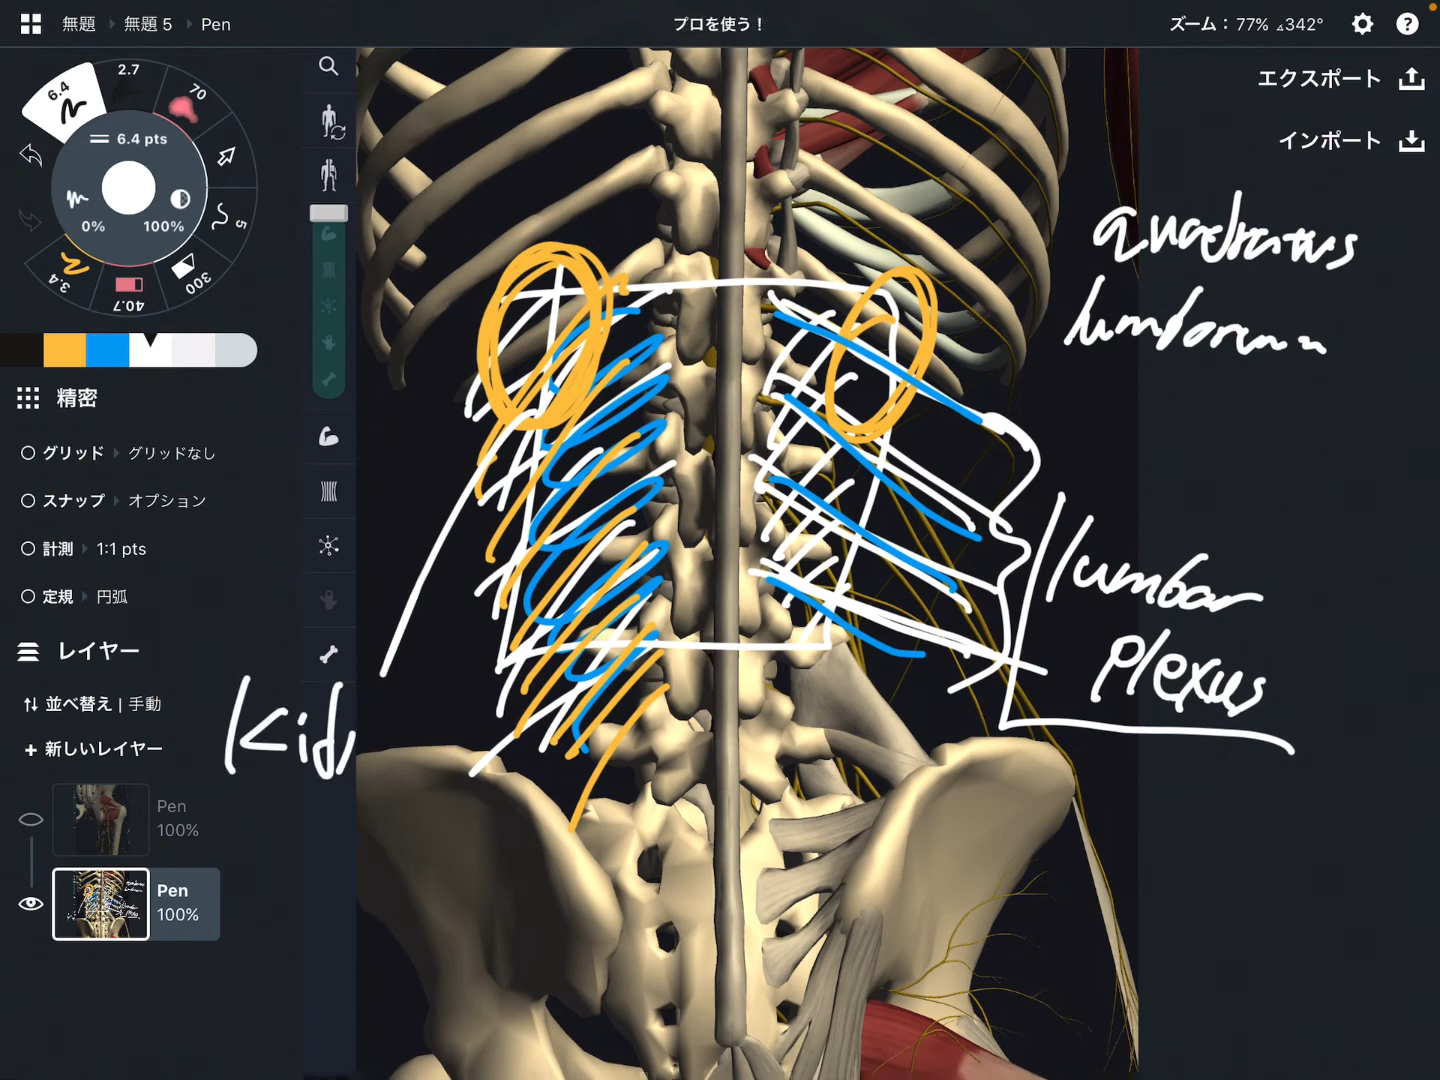 無題 無題 5 Pen
プロを使う！
ズーム： 77% ⊿342°
エクスポート
インポート
2.7
6.4
70
6.4 pts
0%
100%
5
3.4
40.7
300
精密
グリッド グリッドなし
スナップ オプション
計測 1:1 pts
定規 円弧
レイヤー
並べ替え | 手動
+ 新しいレイヤー
Pen
100%
Pen
100%
quadratus
lumborum
lumbar
plexus
Kid